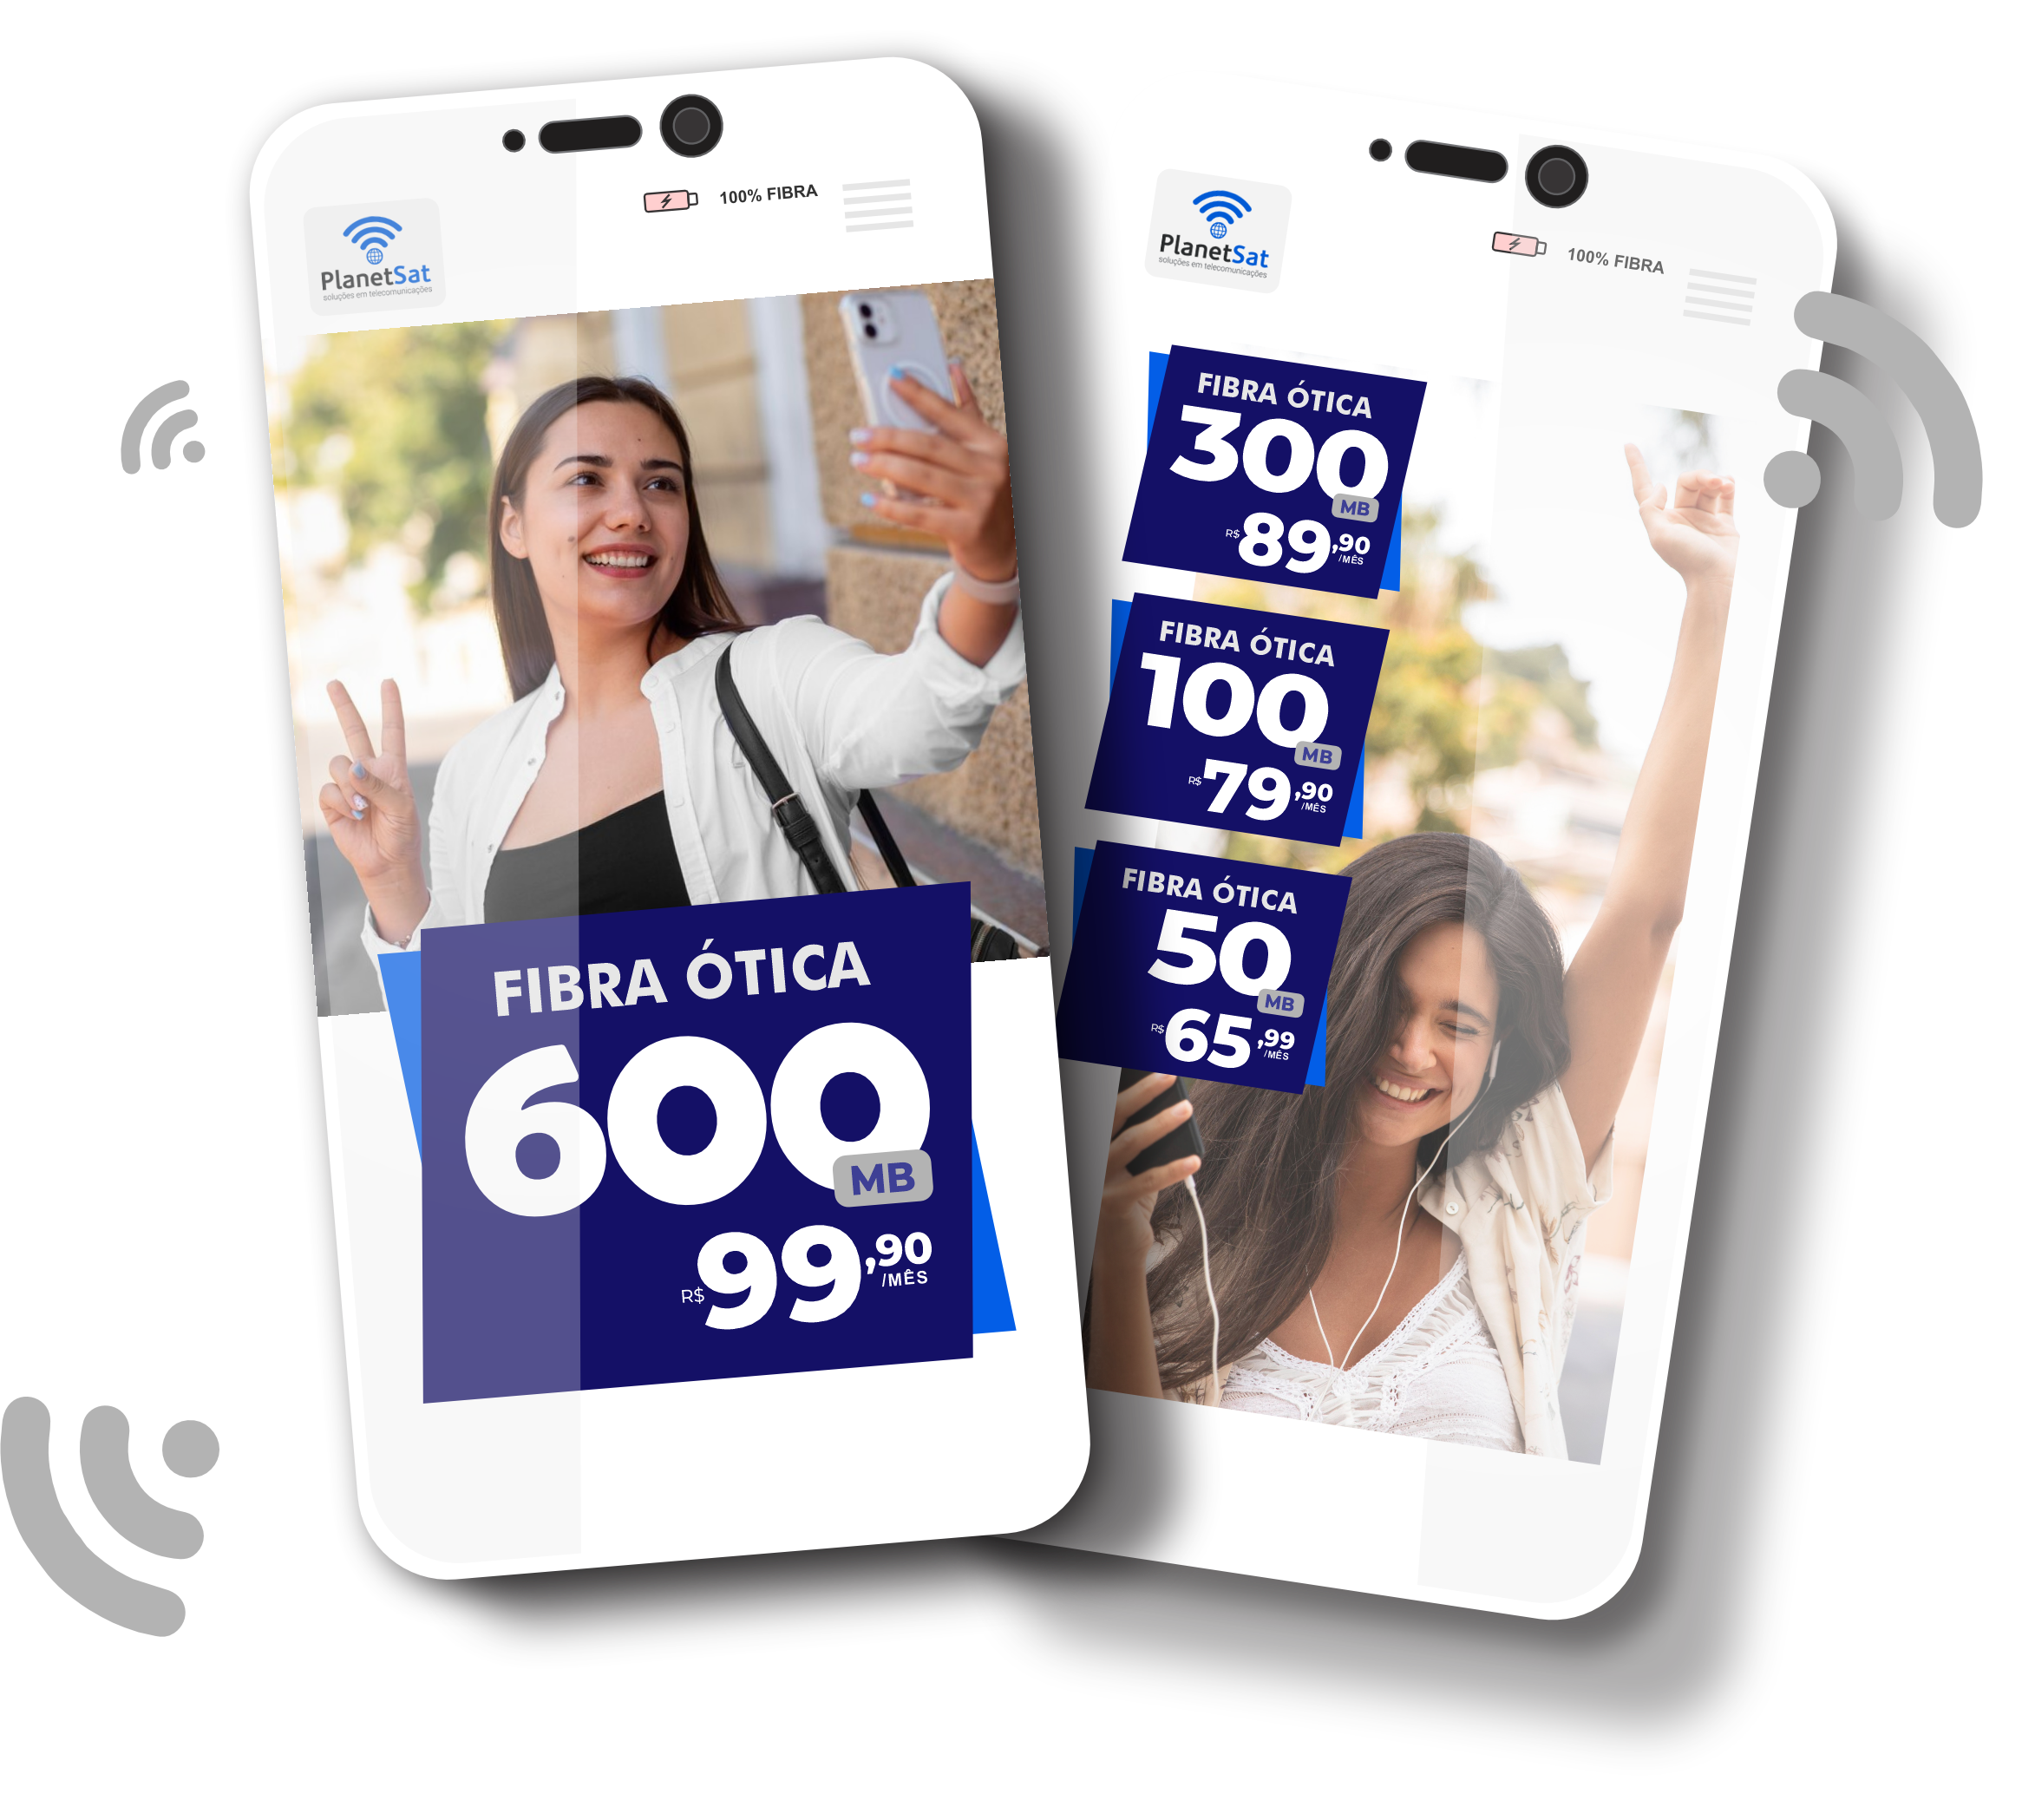 100% FIBRA
PlanetSat
soluções em telecomunicações
FIBRA ÓTICA
600
MB
R$99,90
/MÊS
100% FIBRA
PlanetSat
soluções em telecomunicações
FIBRA ÓTICA
300
MB
R$89,90
/MÊS
FIBRA ÓTICA
100
MB
R$79,90
/MÊS
FIBRA ÓTICA
50
MB
R$65,99
/MÊS